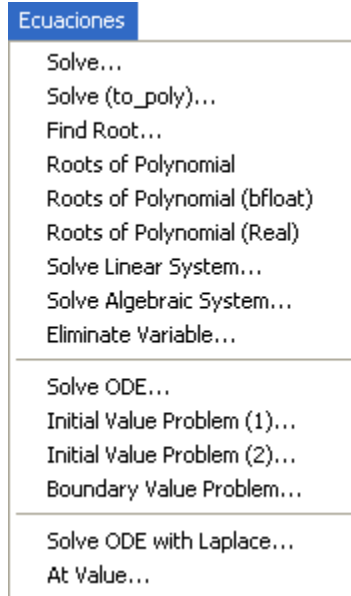 Ecuaciones
Solve...
Solve (to_poly)...
Find Root...
Roots of Polynomial
Roots of Polynomial (bfloat)
Roots of Polynomial (Real)
Solve Linear System...
Solve Algebraic System...
Eliminate Variable...
Solve ODE...
Initial Value Problem (1)...
Initial Value Problem (2)...
Boundary Value Problem...
Solve ODE with Laplace...
At Value...